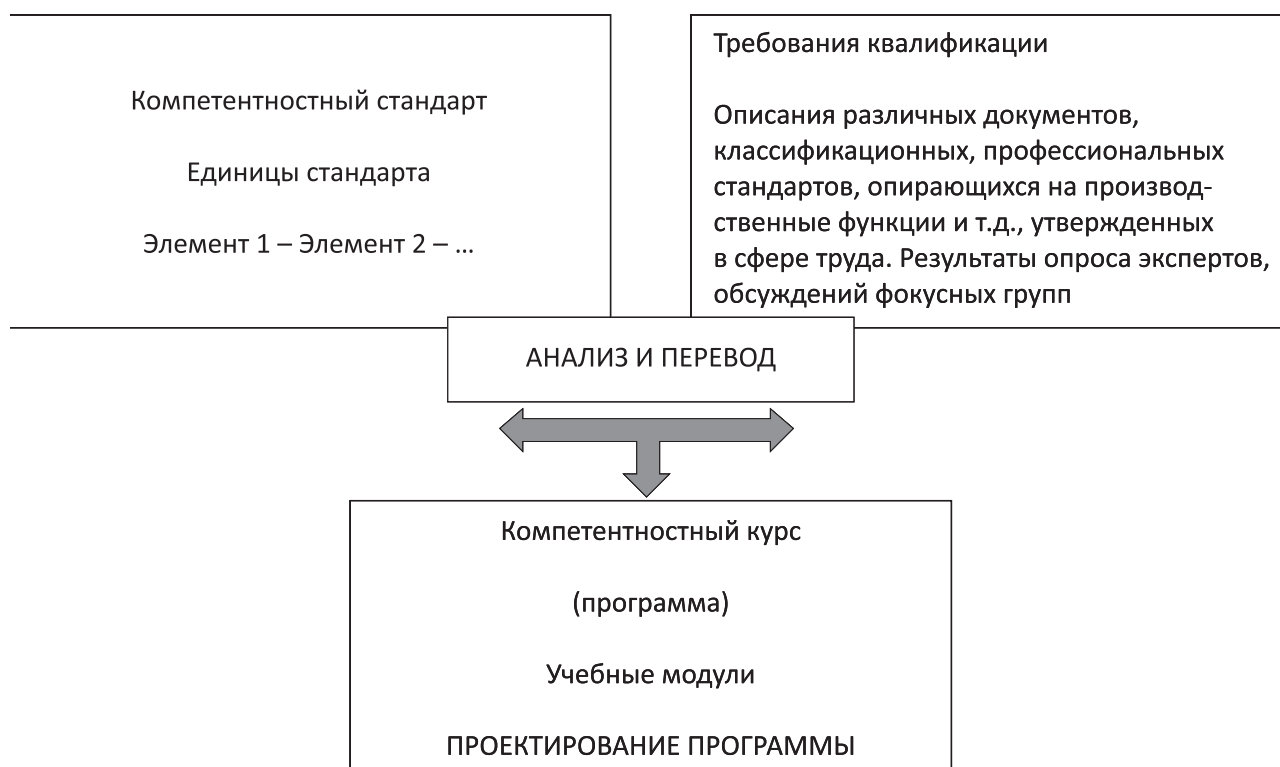 Компетентностный стандарт
Единицы стандарта
Элемент 1 – Элемент 2 – ...
Требования квалификации
Описания различных документов,
классификационных, профессиональных
стандартов, опирающихся на производ-
ственные функции и т.д., утвержденных
в сфере труда. Результаты опроса экспертов,
обсуждений фокусных групп
АНАЛИЗ И ПЕРЕВОД
Компетентностный курс
(программа)
Учебные модули
ПРОЕКТИРОВАНИЕ ПРОГРАММЫ